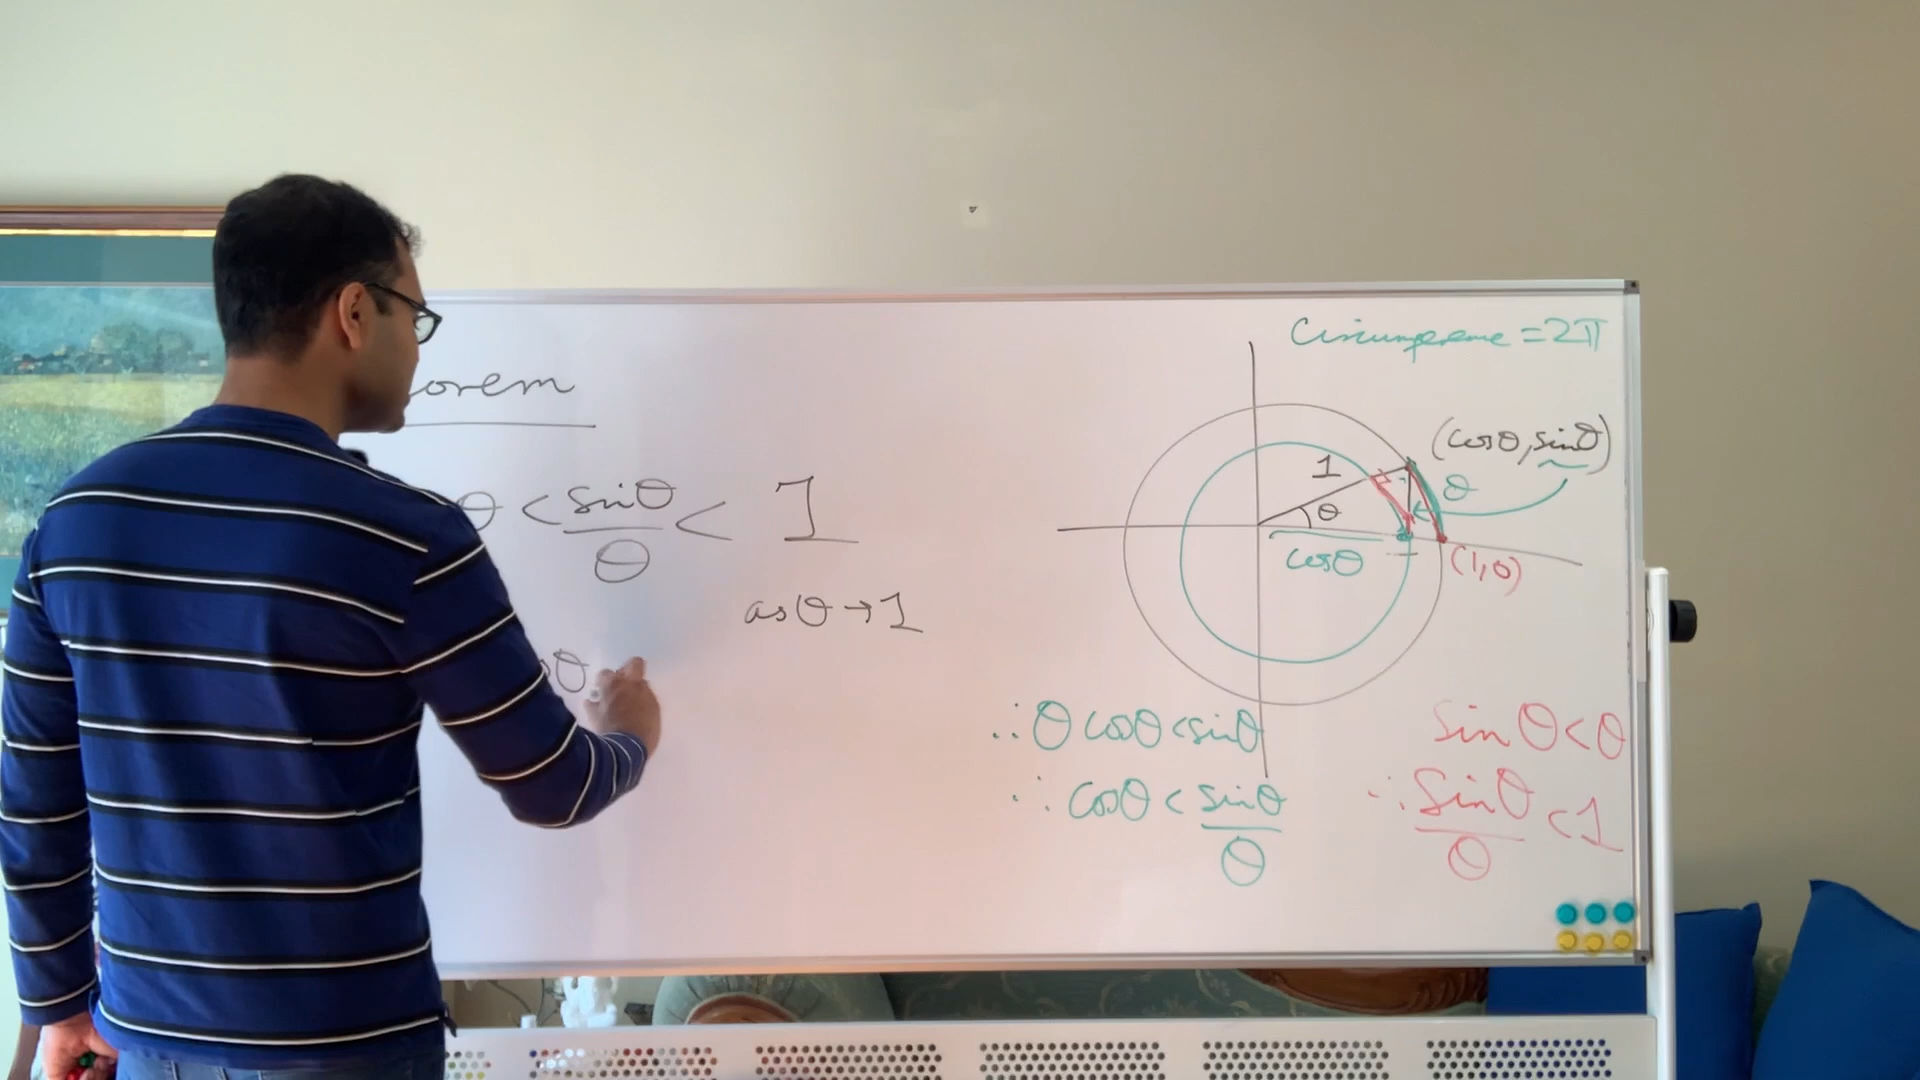 orem
θ < sinθ/θ < 1
as θ → 1
θ
Circumference = 2π
(cosθ, sinθ)
1
θ
θ
cosθ
(1,0)
∴ θ cosθ < sinθ
∴ cosθ < sinθ/θ
sin θ < θ
∴ sinθ/θ < 1